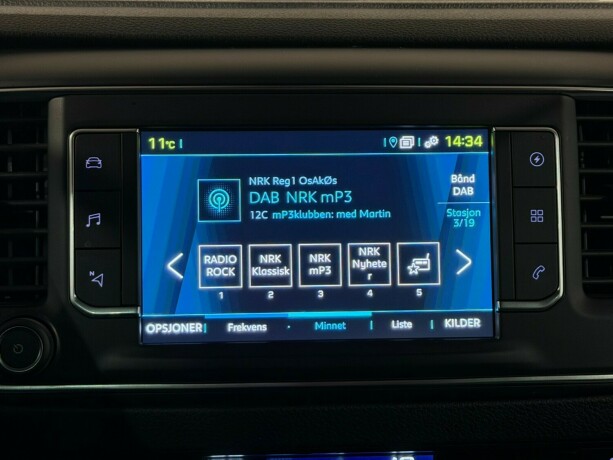 11°C
14:34
NRK Reg1 OsAkØs
DAB NRK mP3
12C mp3klubben: med Martin
Bånd
DAB
Stasjon
3/19
RADIO
ROCK
NRK
Klassisk
NRK
mP3
NRK
Nyhete
r
1 2 3 4 5
OPSJONER Frekvens Minnet Liste KILDER
N